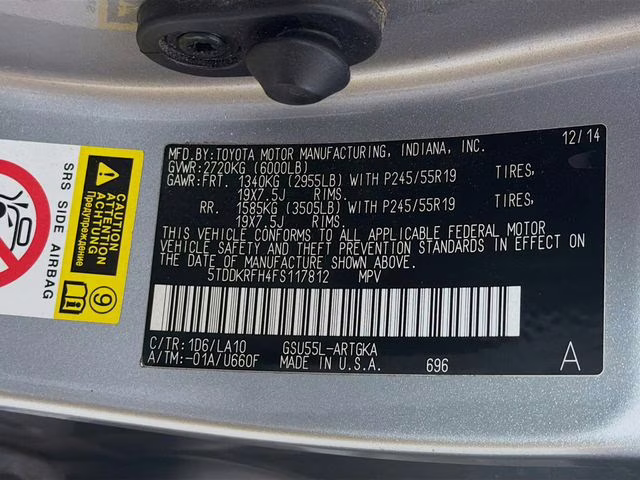 MFD.BY:TOYOTA MOTOR MANUFACTURING, INDIANA, INC. 12/14
GVWR:2720KG (6000LB)
GAWR:FRT. 1340KG (2955LB) WITH P245/55R19 TIRES,
19X7.5J RIMS.
RR. 1585KG (3505LB) WITH P245/55R19 TIRES,
19X7.5J RIMS.
THIS VEHICLE CONFORMS TO ALL APPLICABLE FEDERAL MOTOR
VEHICLE SAFETY AND THEFT PREVENTION STANDARDS IN EFFECT ON
THE DATE OF MANUFACTURE SHOWN ABOVE.
5TDDKRFH4FS117812 MPV
C/TR:1D6/LA10 GSU55L-ARTGKA
A/TM:-01A/U660F MADE IN U.S.A. 696 A
SRS SIDE AIRBAG
CAUTION
ATTENTION
ACHTUNG
Предупреждение
9